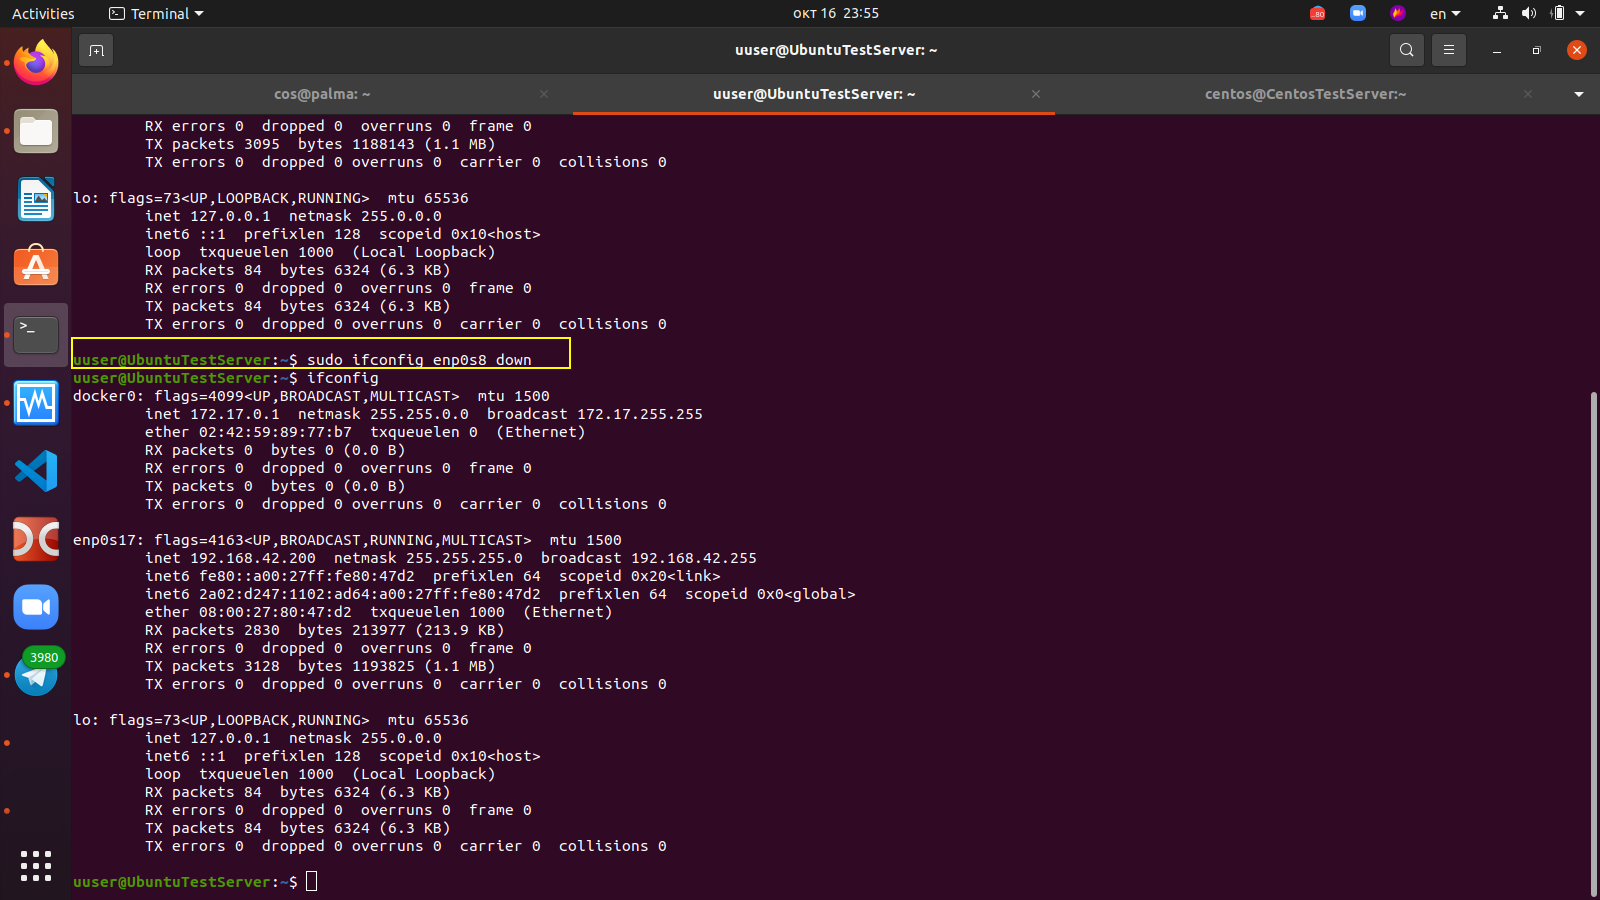 Activities Terminal окт 16 23:55 en
uuser@UbuntuTestServer: ~
cos@palma: ~ uuser@UbuntuTestServer: ~ centos@CentosTestServer:~
RX errors 0  dropped 0  overruns 0  frame 0
TX packets 3095  bytes 1188143 (1.1 MB)
TX errors 0  dropped 0 overruns 0  carrier 0  collisions 0
lo: flags=73<UP,LOOPBACK,RUNNING>  mtu 65536
inet 127.0.0.1  netmask 255.0.0.0
inet6 ::1  prefixlen 128  scopeid 0x10<host>
loop  txqueuelen 1000  (Local Loopback)
RX packets 84  bytes 6324 (6.3 KB)
RX errors 0  dropped 0  overruns 0  frame 0
TX packets 84  bytes 6324 (6.3 KB)
TX errors 0  dropped 0 overruns 0  carrier 0  collisions 0
uuser@UbuntuTestServer:~$ sudo ifconfig enp0s8 down
uuser@UbuntuTestServer:~$ ifconfig
docker0: flags=4099<UP,BROADCAST,MULTICAST>  mtu 1500
inet 172.17.0.1  netmask 255.255.0.0  broadcast 172.17.255.255
ether 02:42:59:89:77:b7  txqueuelen 0  (Ethernet)
RX packets 0  bytes 0 (0.0 B)
RX errors 0  dropped 0  overruns 0  frame 0
TX packets 0  bytes 0 (0.0 B)
TX errors 0  dropped 0 overruns 0  carrier 0  collisions 0
enp0s17: flags=4163<UP,BROADCAST,RUNNING,MULTICAST>  mtu 1500
inet 192.168.42.200  netmask 255.255.255.0  broadcast 192.168.42.255
inet6 fe80::a00:27ff:fe80:47d2  prefixlen 64  scopeid 0x20<link>
inet6 2a02:d247:1102:ad64:a00:27ff:fe80:47d2  prefixlen 64  scopeid 0x0<global>
ether 08:00:27:80:47:d2  txqueuelen 1000  (Ethernet)
RX packets 2830  bytes 213977 (213.9 KB)
RX errors 0  dropped 0  overruns 0  frame 0
TX packets 3128  bytes 1193825 (1.1 MB)
TX errors 0  dropped 0 overruns 0  carrier 0  collisions 0
3980
lo: flags=73<UP,LOOPBACK,RUNNING>  mtu 65536
inet 127.0.0.1  netmask 255.0.0.0
inet6 ::1  prefixlen 128  scopeid 0x10<host>
loop  txqueuelen 1000  (Local Loopback)
RX packets 84  bytes 6324 (6.3 KB)
RX errors 0  dropped 0  overruns 0  frame 0
TX packets 84  bytes 6324 (6.3 KB)
TX errors 0  dropped 0 overruns 0  carrier 0  collisions 0
uuser@UbuntuTestServer:~$